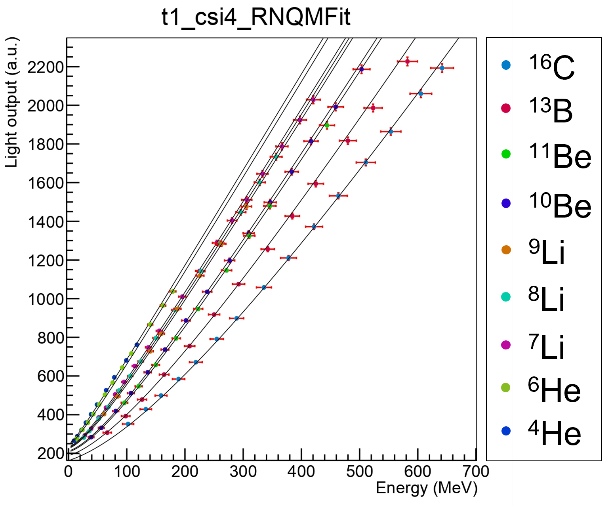 t1_csi4_RNQMFit
Light output (a.u.)
2200
2000
1800
1600
1400
1200
1000
800
600
400
200
0 100 200 300 400 500 600 700
Energy (MeV)
¹⁶C
¹³B
¹¹Be
¹⁰Be
⁹Li
⁸Li
⁷Li
⁶He
⁴He